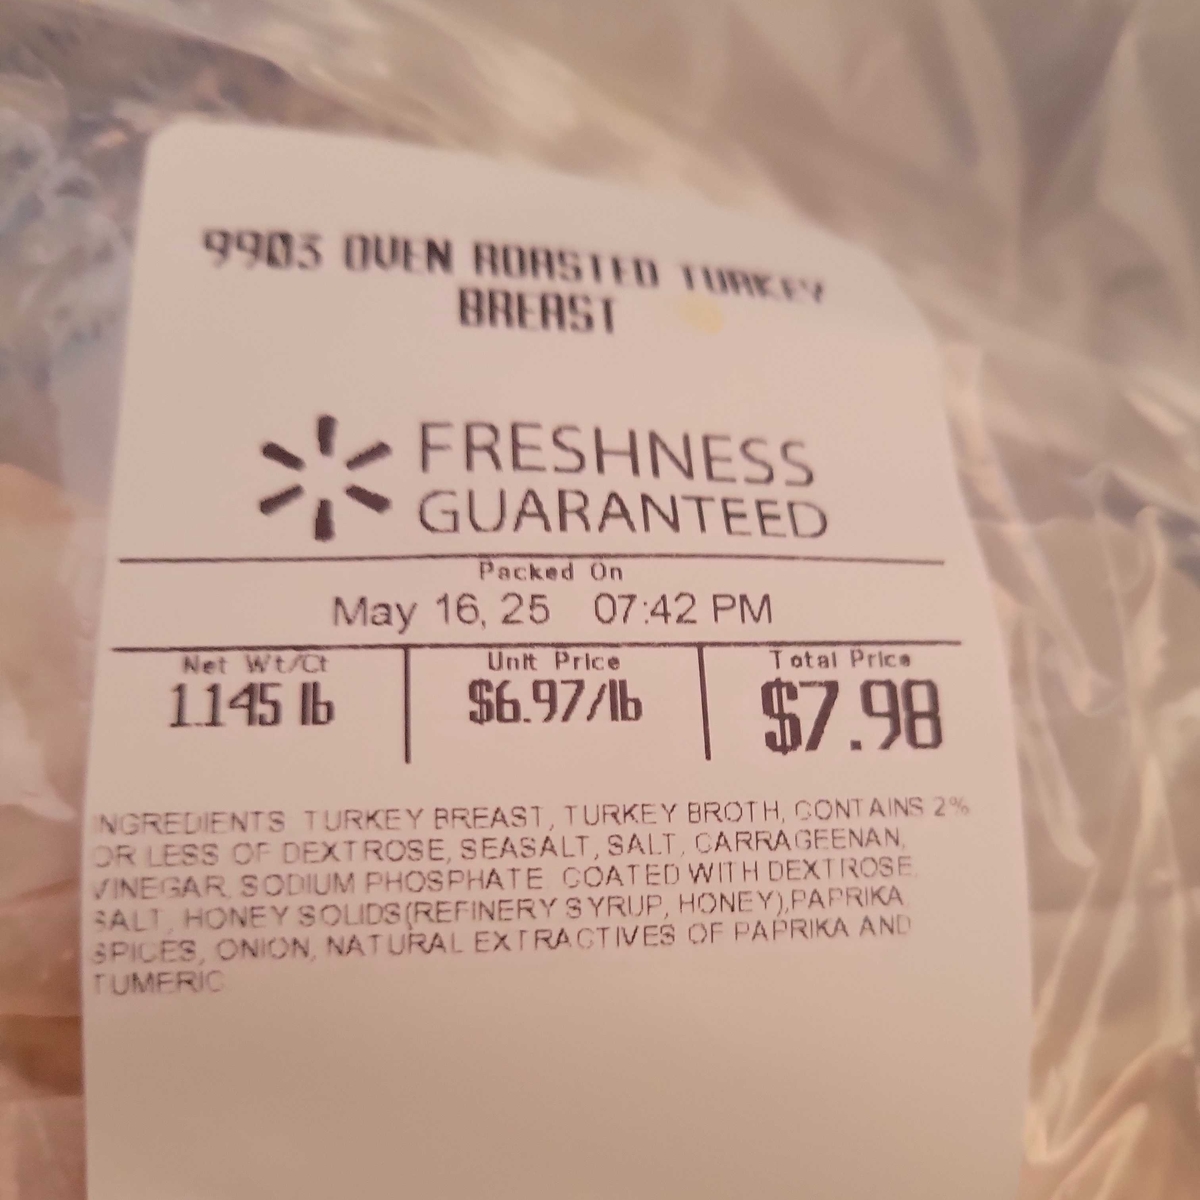 9903 OVEN ROASTED TURKEY
BREAST
FRESHNESS
GUARANTEED
Packed On
May 16, 25 07:42 PM
Net Wt/Ct Unit Price Total Price
1.145 lb $6.97/lb $7.98
INGREDIENTS TURKEY BREAST, TURKEY BROTH, CONTAINS 2%
OR LESS OF DEXTROSE, SEASALT, SALT, CARRAGEENAN,
VINEGAR, SODIUM PHOSPHATE. COATED WITH DEXTROSE,
SALT, HONEY SOLIDS(REFINERY SYRUP, HONEY),PAPRIKA
SPICES, ONION, NATURAL EXTRACTIVES OF PAPRIKA AND
TUMERIC